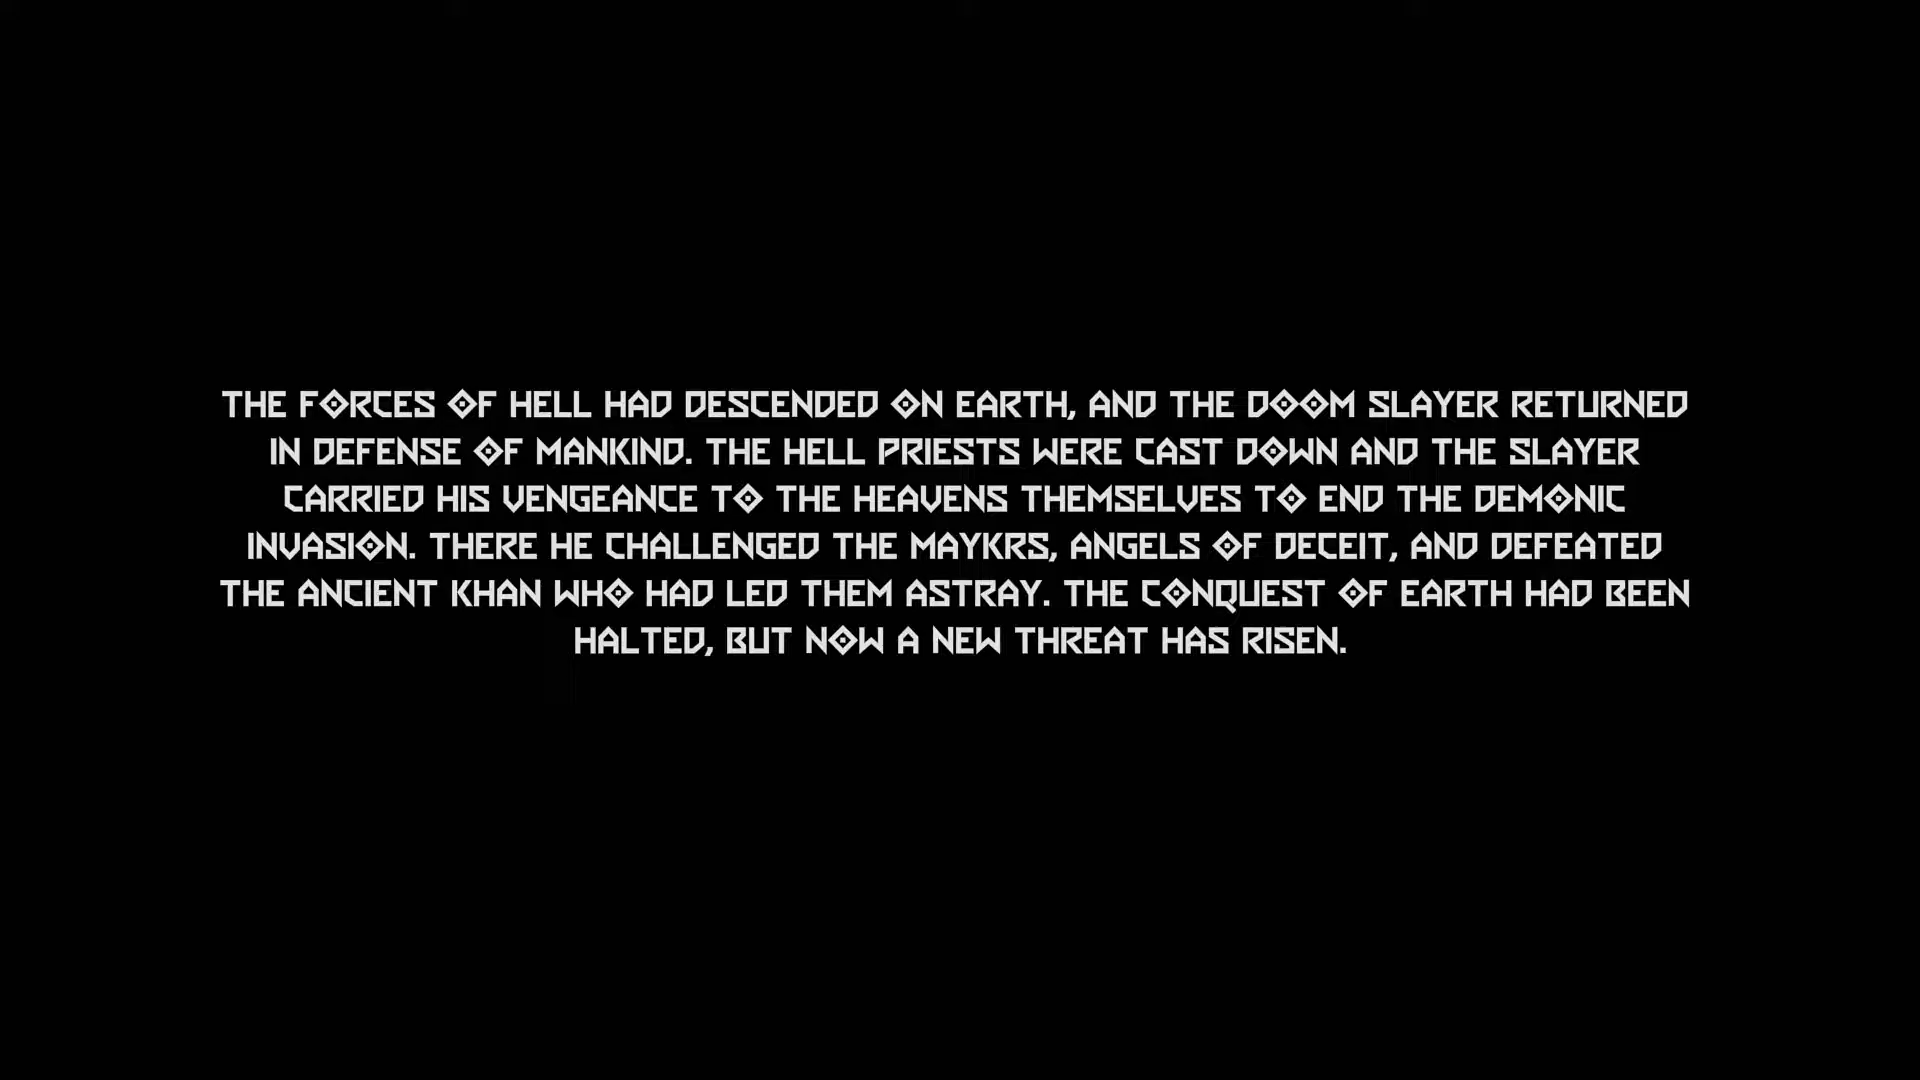 THE FORCES OF HELL HAD DESCENDED ON EARTH, AND THE DOOM SLAYER RETURNED
IN DEFENSE OF MANKIND. THE HELL PRIESTS WERE CAST DOWN AND THE SLAYER
CARRIED HIS VENGEANCE TO THE HEAVENS THEMSELVES TO END THE DEMONIC
INVASION. THERE HE CHALLENGED THE MAYKRS, ANGELS OF DECEIT, AND DEFEATED
THE ANCIENT KHAN WHO HAD LED THEM ASTRAY. THE CONQUEST OF EARTH HAD BEEN
HALTED, BUT NOW A NEW THREAT HAS RISEN.